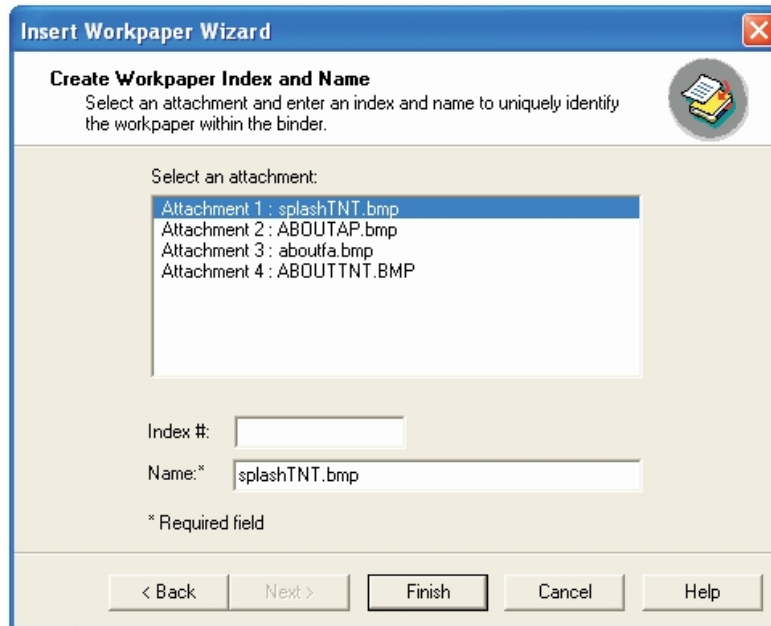 Insert Workpaper Wizard
Create Workpaper Index and Name
Select an attachment and enter an index and name to uniquely identify
the workpaper within the binder.
Select an attachment:
Attachment 1 : splashTNT.bmp
Attachment 2 : ABOUTAP.bmp
Attachment 3 : aboutfa.bmp
Attachment 4 : ABOUTTNT.BMP
Index #:
Name:* splashTNT.bmp
* Required field
< Back Next > Finish Cancel Help